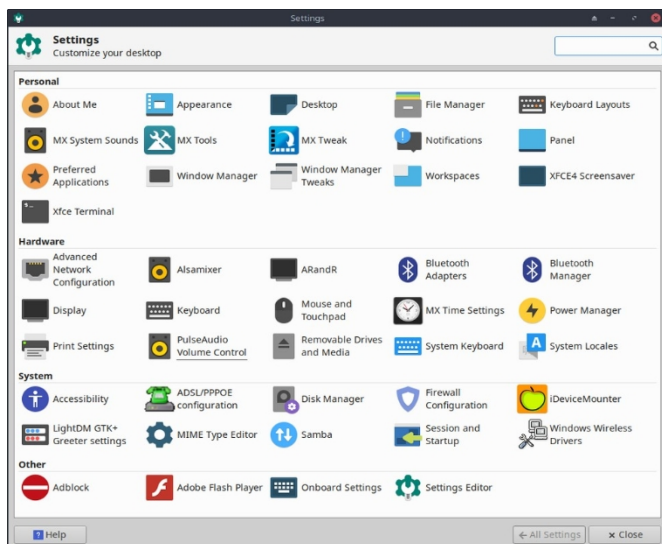 Settings
Settings
Customize your desktop
Personal
About Me
Appearance
Desktop
File Manager
Keyboard Layouts
MX System Sounds
MX Tools
MX Tweak
Notifications
Panel
Preferred
Applications
Window Manager
Window Manager
Tweaks
Workspaces
XFCE4 Screensaver
Xfce Terminal
Hardware
Advanced
Network
Configuration
Alsamixer
ARandR
Bluetooth
Adapters
Bluetooth
Manager
Display
Keyboard
Mouse and
Touchpad
MX Time Settings
Power Manager
Print Settings
PulseAudio
Volume Control
Removable Drives
and Media
System Keyboard
System Locales
System
Accessibility
ADSL/PPPOE
configuration
Disk Manager
Firewall
Configuration
iDeviceMounter
LightDM GTK+
Greeter settings
MIME Type Editor
Samba
Session and
Startup
Windows Wireless
Drivers
Other
Adblock
Adobe Flash Player
Onboard Settings
Settings Editor
Help
All Settings
Close